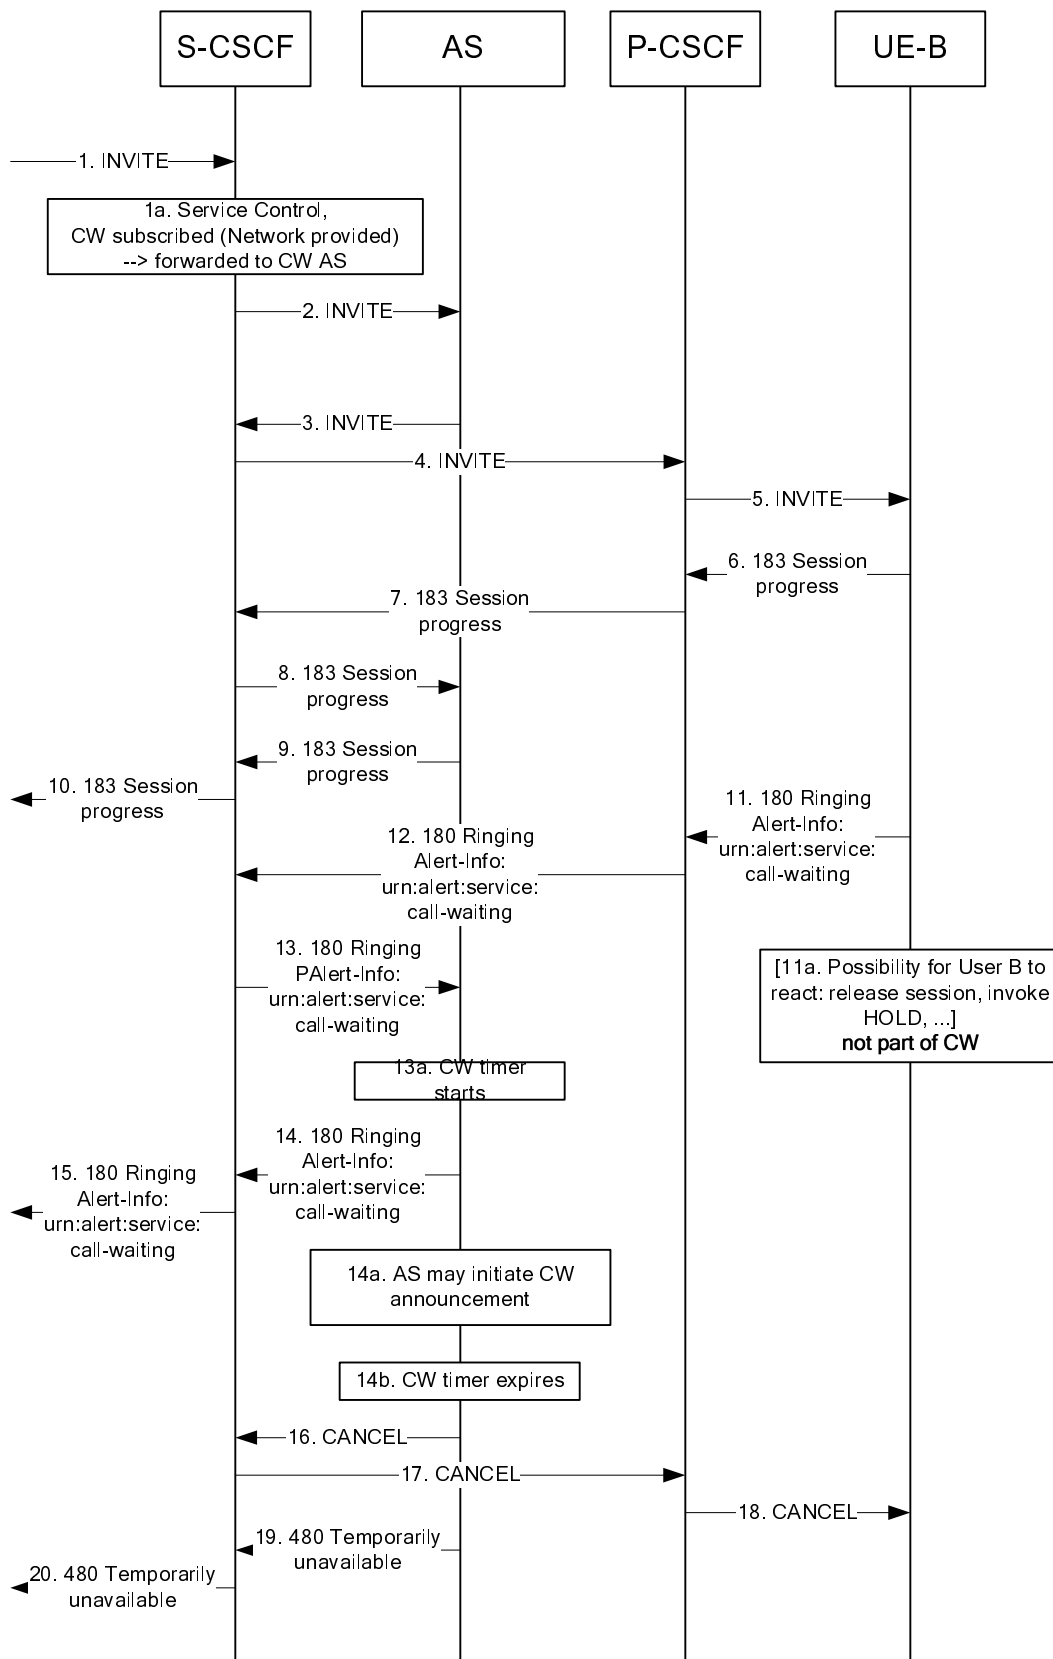 S-CSCF
AS
P-CSCF
UE-B
1. INVITE
1a. Service Control,
CW subscribed (Network provided)
--> forwarded to CW AS
2. INVITE
3. INVITE
4. INVITE
5. INVITE
6. 183 Session
progress
7. 183 Session
progress
8. 183 Session
progress
9. 183 Session
progress
10. 183 Session
progress
11. 180 Ringing
Alert-Info:
urn:alert:service:
call-waiting
12. 180 Ringing
Alert-Info:
urn:alert:service:
call-waiting
13. 180 Ringing
PAlert-Info:
urn:alert:service:
call-waiting
[11a. Possibility for User B to
react: release session, invoke
HOLD, ...]
not part of CW
13a. CW timer
starts
14. 180 Ringing
Alert-Info:
urn:alert:service:
call-waiting
15. 180 Ringing
Alert-Info:
urn:alert:service:
call-waiting
14a. AS may initiate CW
announcement
14b. CW timer expires
16. CANCEL
17. CANCEL
18. CANCEL
19. 480 Temporarily
unavailable
20. 480 Temporarily
unavailable